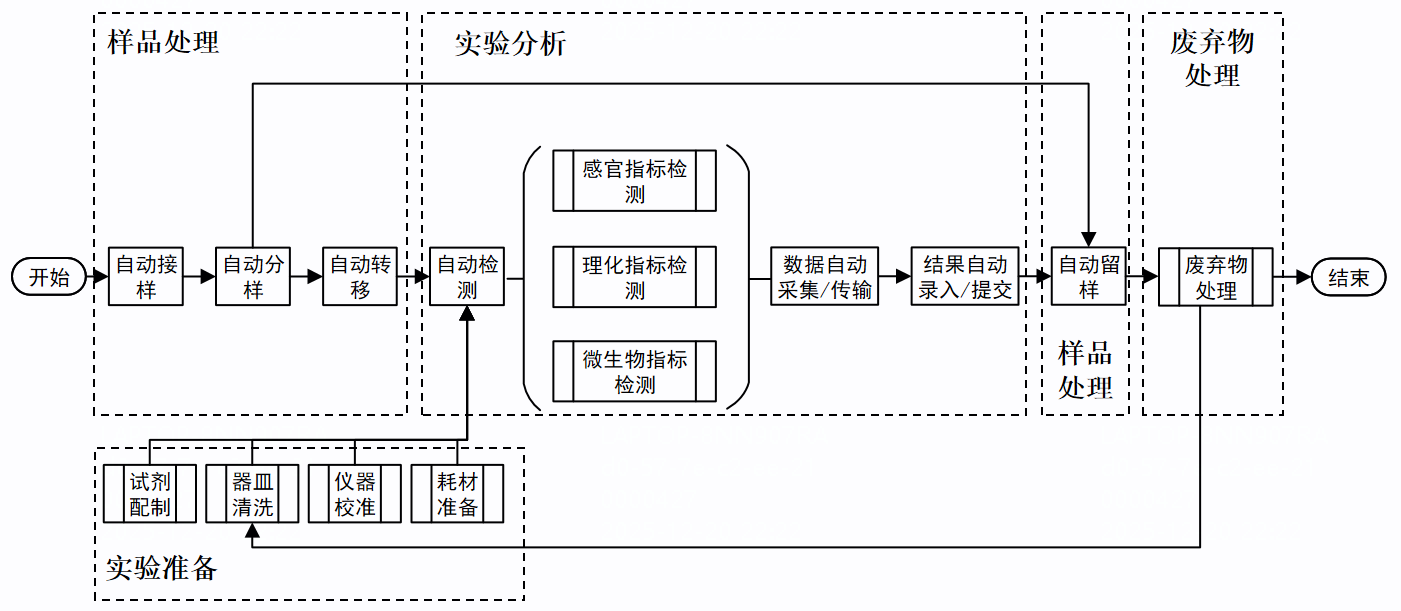 样品处理
实验分析
废弃物
处理
感官指标检
测
开始
自动接
样
自动分
样
自动转
移
自动检
测
理化指标检
测
数据自动
采集/传输
结果自动
录入/提交
自动留
样
废弃物
处理
结束
微生物指标
检测
样品
处理
试剂
配制
器皿
清洗
仪器
校准
耗材
准备
实验准备